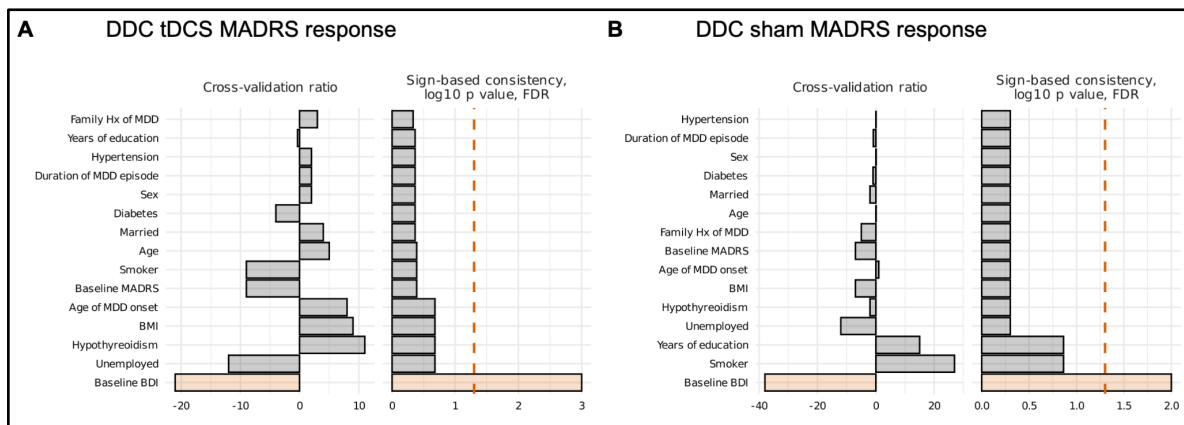 A DDC tDCS MADRS response
Cross-validation ratio
Sign-based consistency,
log10 p value, FDR
Family Hx of MDD
Years of education
Hypertension
Duration of MDD episode
Sex
Diabetes
Married
Age
Smoker
Baseline MADRS
Age of MDD onset
BMI
Hypothyreoidism
Unemployed
Baseline BDI
-20 -10 0 10
0 1 2 3
B DDC sham MADRS response
Cross-validation ratio
Sign-based consistency,
log10 p value, FDR
Hypertension
Duration of MDD episode
Sex
Diabetes
Married
Age
Family Hx of MDD
Baseline MADRS
Age of MDD onset
BMI
Hypothyreoidism
Unemployed
Years of education
Smoker
Baseline BDI
-40 -20 0 20
0.0 0.5 1.0 1.5 2.0